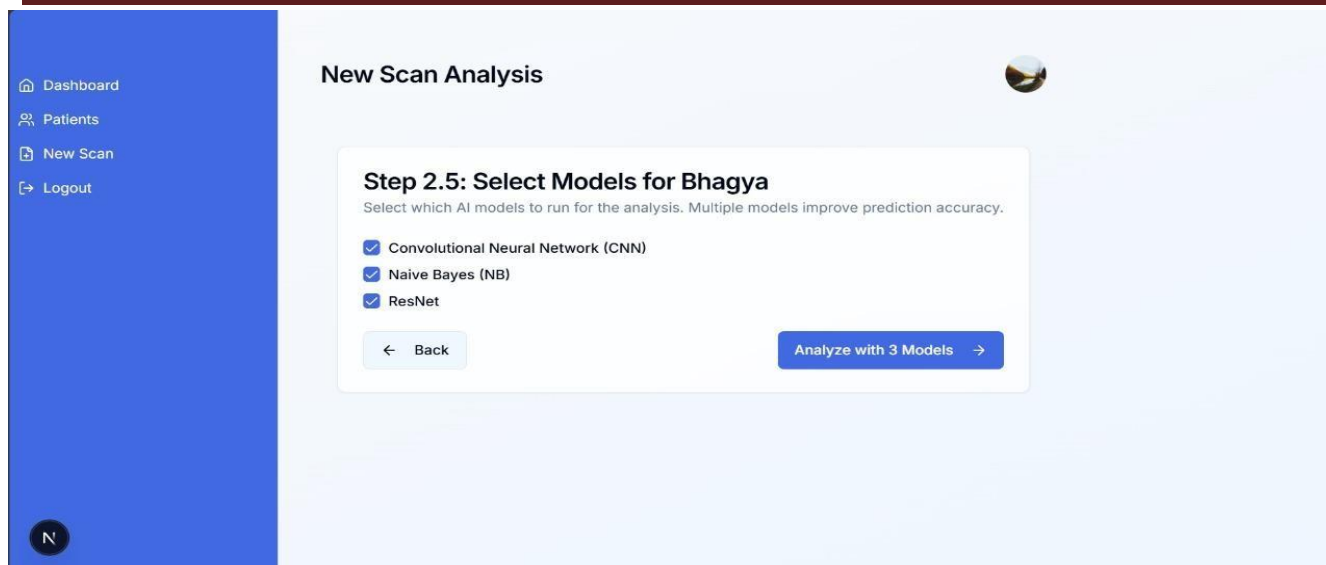 Dashboard
Patients
New Scan
Logout
N
New Scan Analysis
Step 2.5: Select Models for Bhagya
Select which AI models to run for the analysis. Multiple models improve prediction accuracy.
Convolutional Neural Network (CNN)
Naive Bayes (NB)
ResNet
Back
Analyze with 3 Models